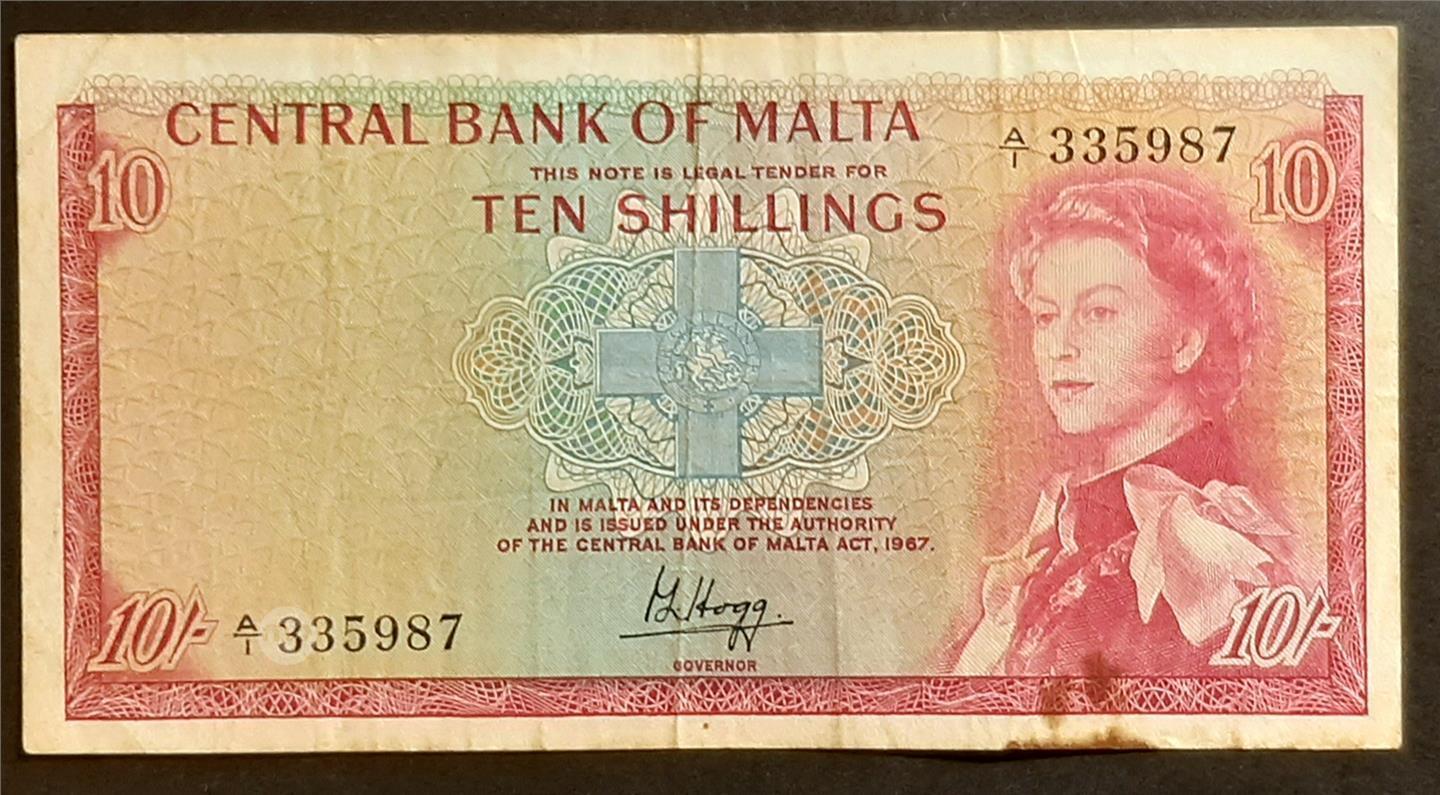 CENTRAL BANK OF MALTA
A/1 335987
10
10
THIS NOTE IS LEGAL TENDER FOR
TEN SHILLINGS
IN MALTA AND ITS DEPENDENCIES
AND IS ISSUED UNDER THE AUTHORITY
OF THE CENTRAL BANK OF MALTA ACT, 1967.
10/-
A/1 335987
Hogg.
GOVERNOR
10/-